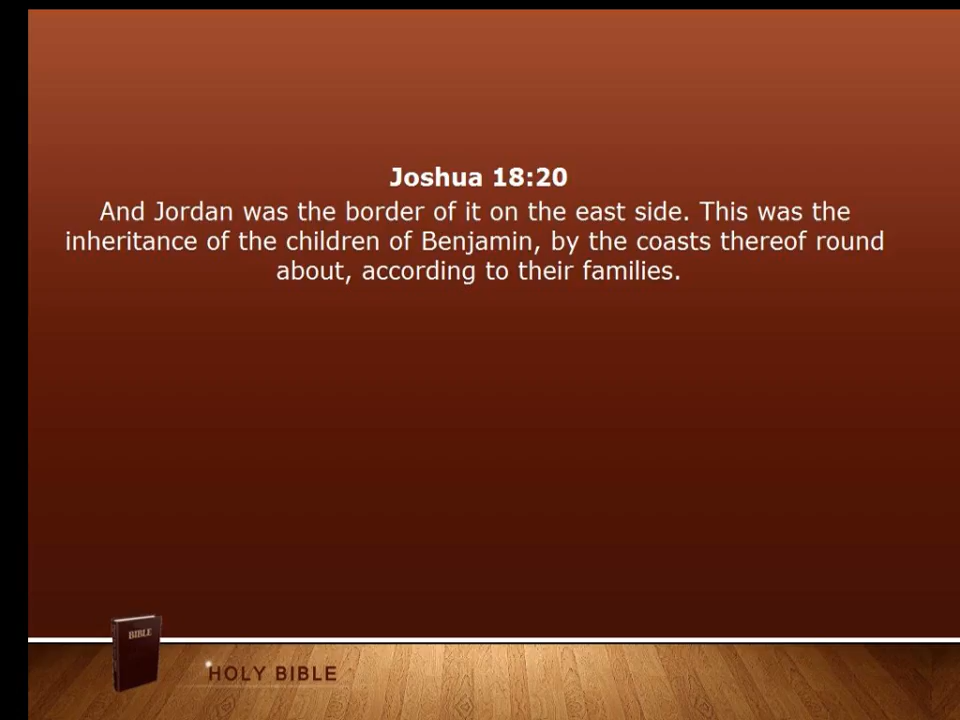 Joshua 18:20
And Jordan was the border of it on the east side. This was the
inheritance of the children of Benjamin, by the coasts thereof round
about, according to their families.
BIBLE
HOLY BIBLE